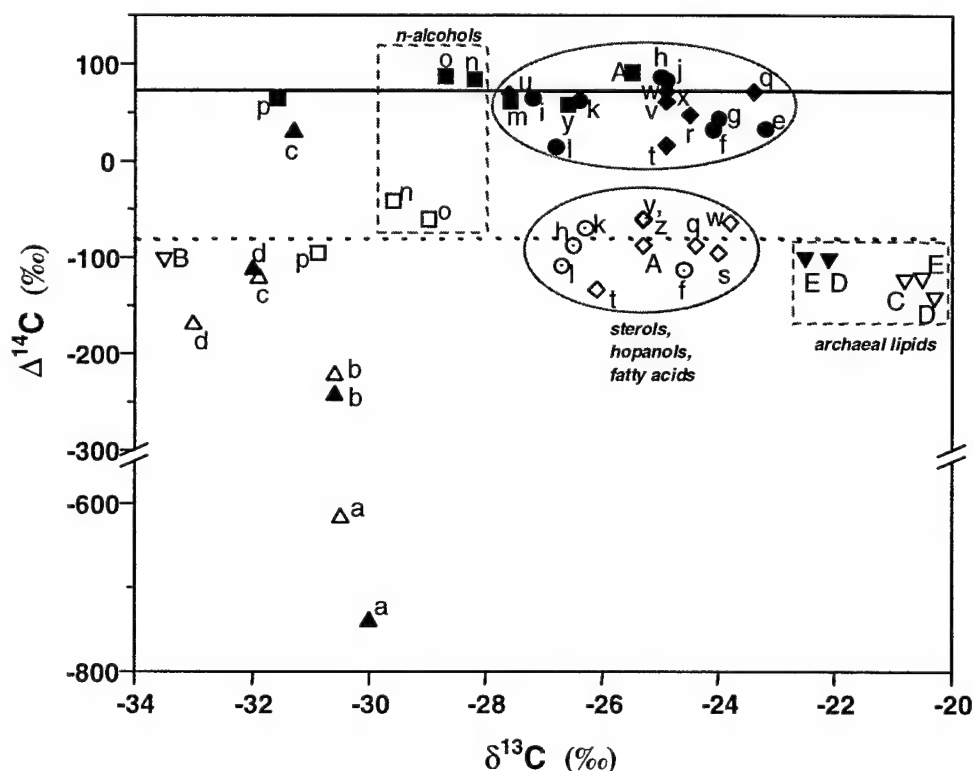 n-alcohols
100
0
-100
-200
-300
-600
-800
Δ14C (‰)
o n
p
c
A h j
u w x q
m i y k v r g e
l t f
n
o
y,
h k z q w
B d p
c l A f s
t
d
E D C E
D
sterols,
hopanols,
fatty acids
archaeal lipids
b
b
a
a
-34 -32 -30 -28 -26 -24 -22 -20
δ13C (‰)